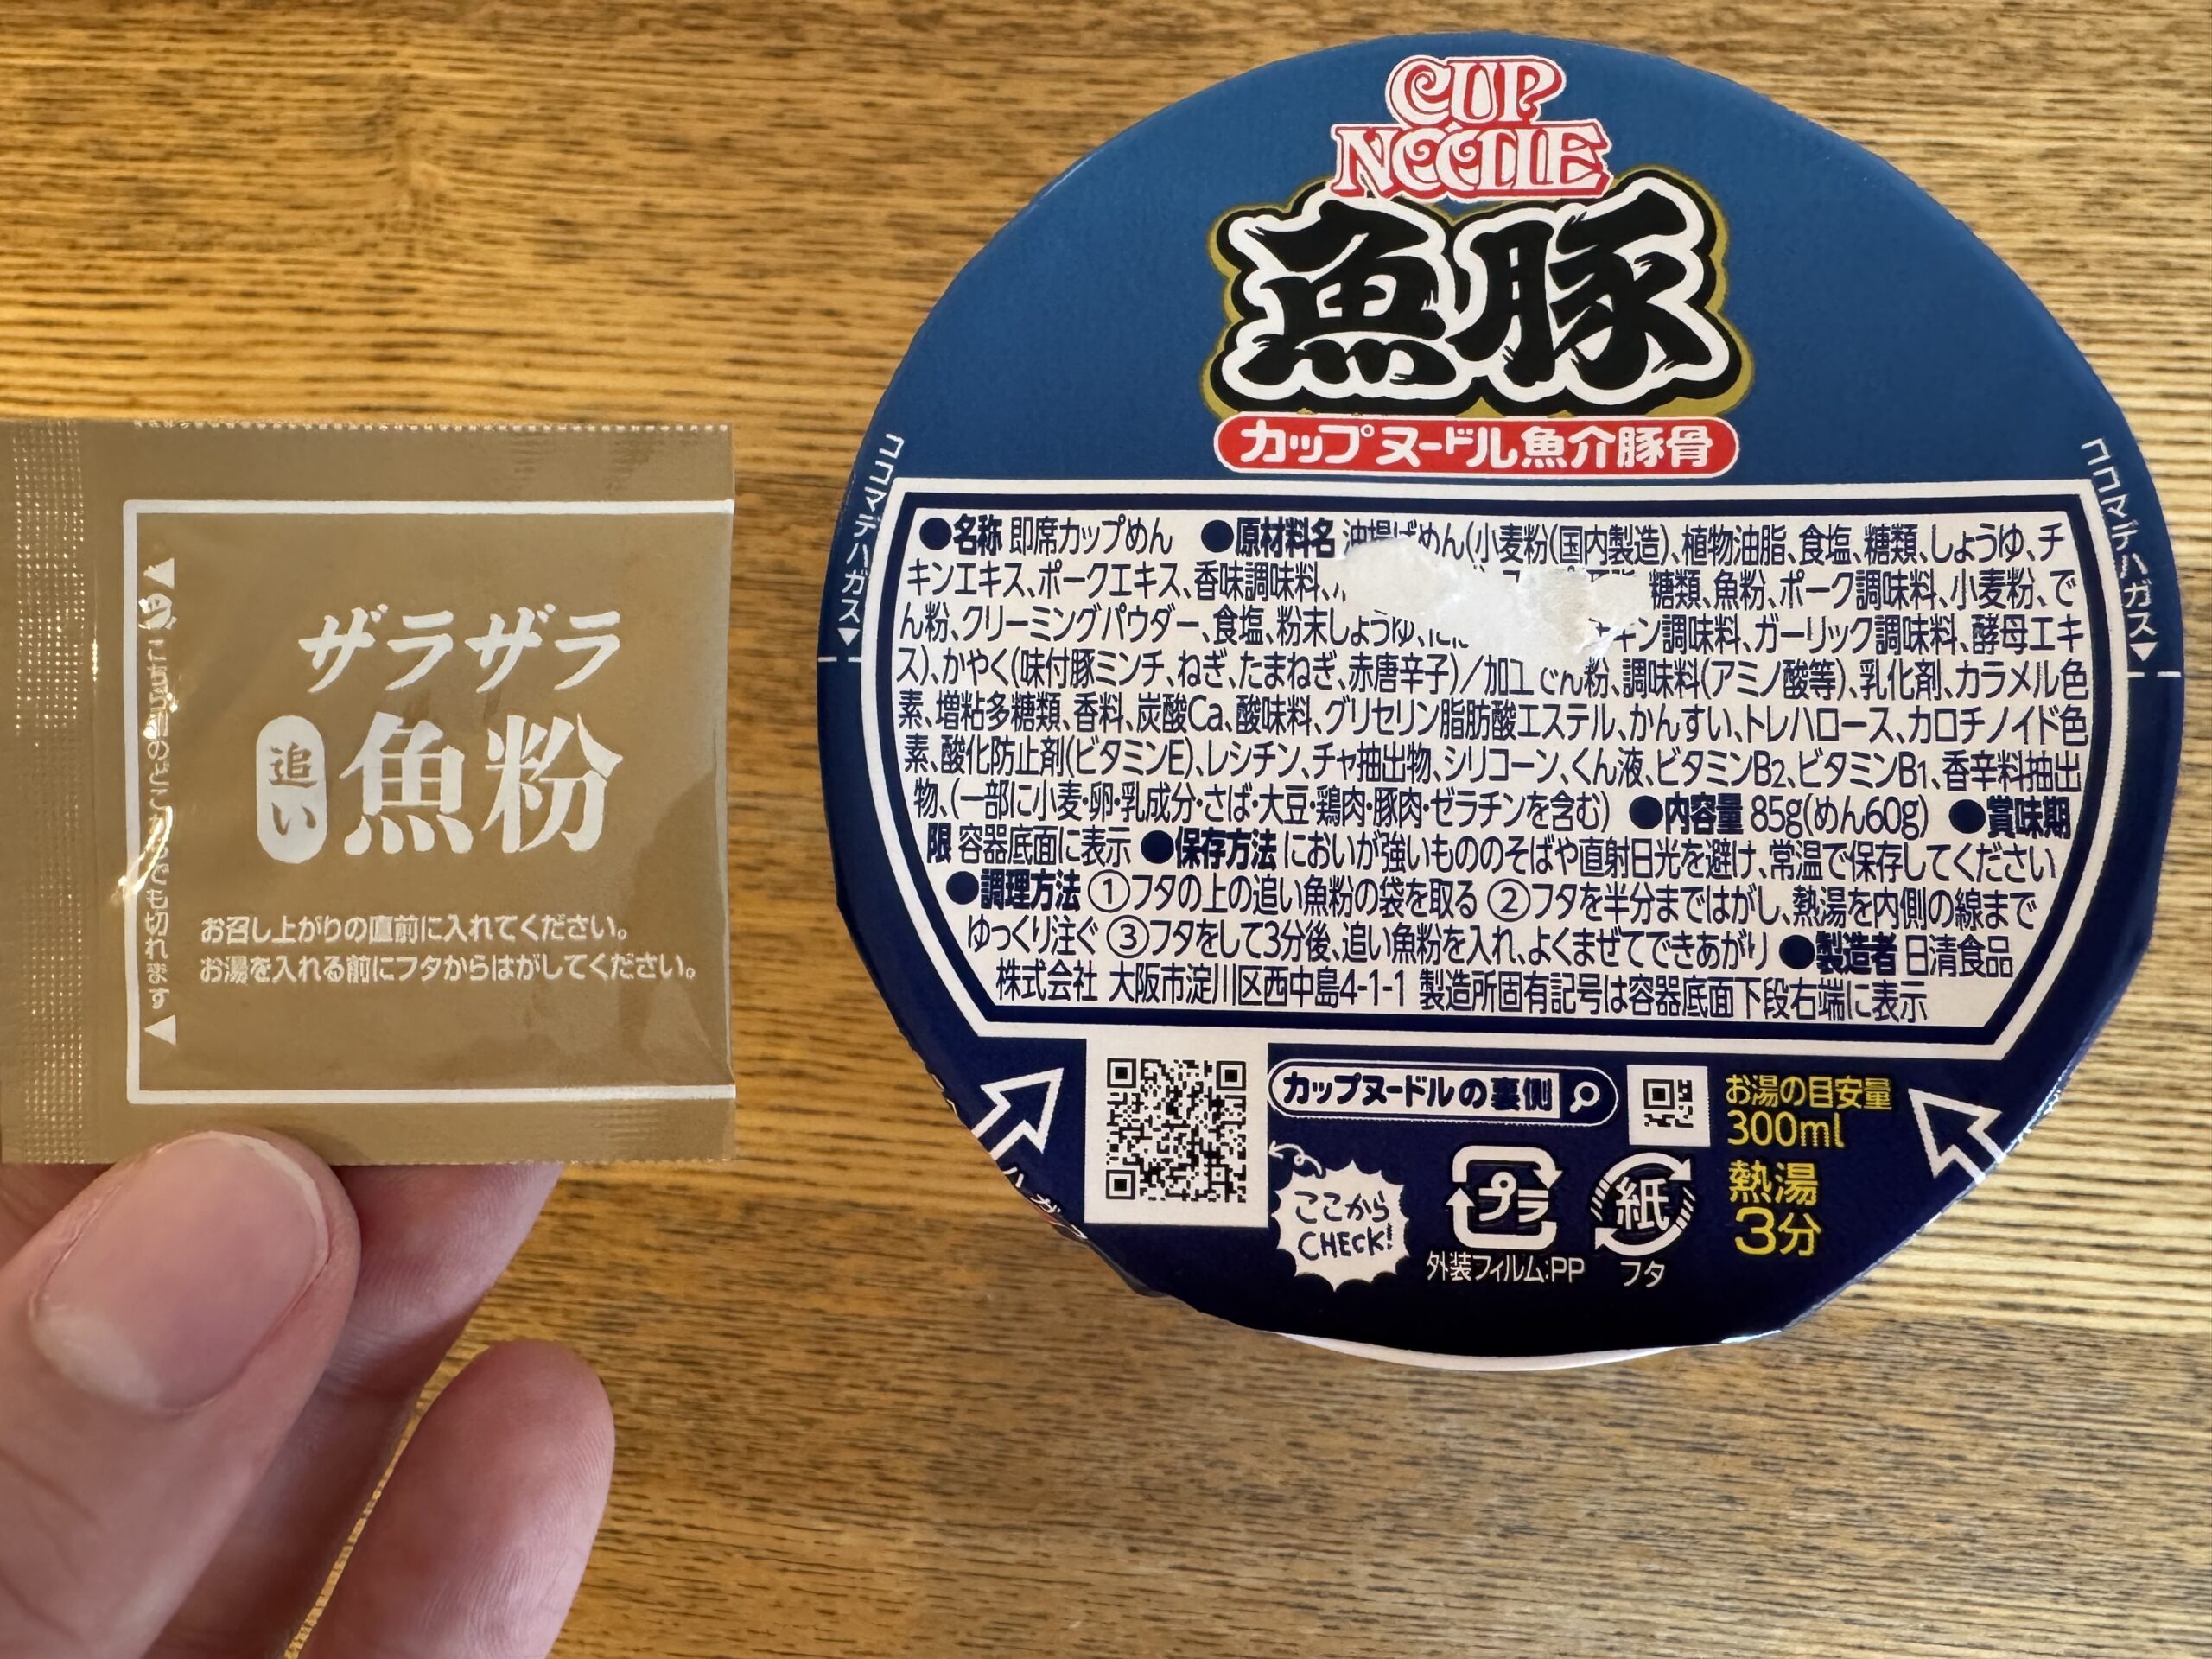 ザラザラ
追い魚粉
お召し上がりの直前に入れてください。
お湯を入れる前にフタからはがしてください。
こちら側のどこからでも切れます
CUP
NOODLE
魚豚
カップヌードル魚介豚骨
ココマデハガス
ココマデハガス
●名称 即席カップめん ●原材料名 油揚げめん(小麦粉(国内製造)、植物油脂、食塩、糖類、しょうゆ、チ
キンエキス、ポークエキス、香味調味料、 糖類、魚粉、ポーク調味料、小麦粉、で
ん粉、クリーミングパウダー、食塩、粉末しょうゆ、 キン調味料、ガーリック調味料、酵母エキ
ス)、かやく(味付豚ミンチ、ねぎ、たまねぎ、赤唐辛子)/加工でん粉、調味料(アミノ酸等)、乳化剤、カラメル色
素、増粘多糖類、香料、炭酸Ca、酸味料、グリセリン脂肪酸エステル、かんすい、トレハロース、カロチノイド色
素、酸化防止剤(ビタミンE)、レシチン、チャ抽出物、シリコーン、くん液、ビタミンB2、ビタミンB1、香辛料抽出
物、(一部に小麦・卵・乳成分・さば・大豆・鶏肉・豚肉・ゼラチンを含む) ●内容量 85g(めん60g) ●賞味期
限 容器底面に表示 ●保存方法 においが強いもののそばや直射日光を避け、常温で保存してください
●調理方法 ①フタの上の追い魚粉の袋を取る ②フタを半分まではがし、熱湯を内側の線まで
ゆっくり注ぐ ③フタをして3分後、追い魚粉を入れ、よくまぜてできあがり ●製造者 日清食品
株式会社 大阪市淀川区西中島4-1-1 製造所固有記号は容器底面下段右端に表示
カップヌードルの裏側
お湯の目安量
300ml
熱湯
3分
ここから
CHECK!
プラ
外装フィルム:PP
紙
フタ